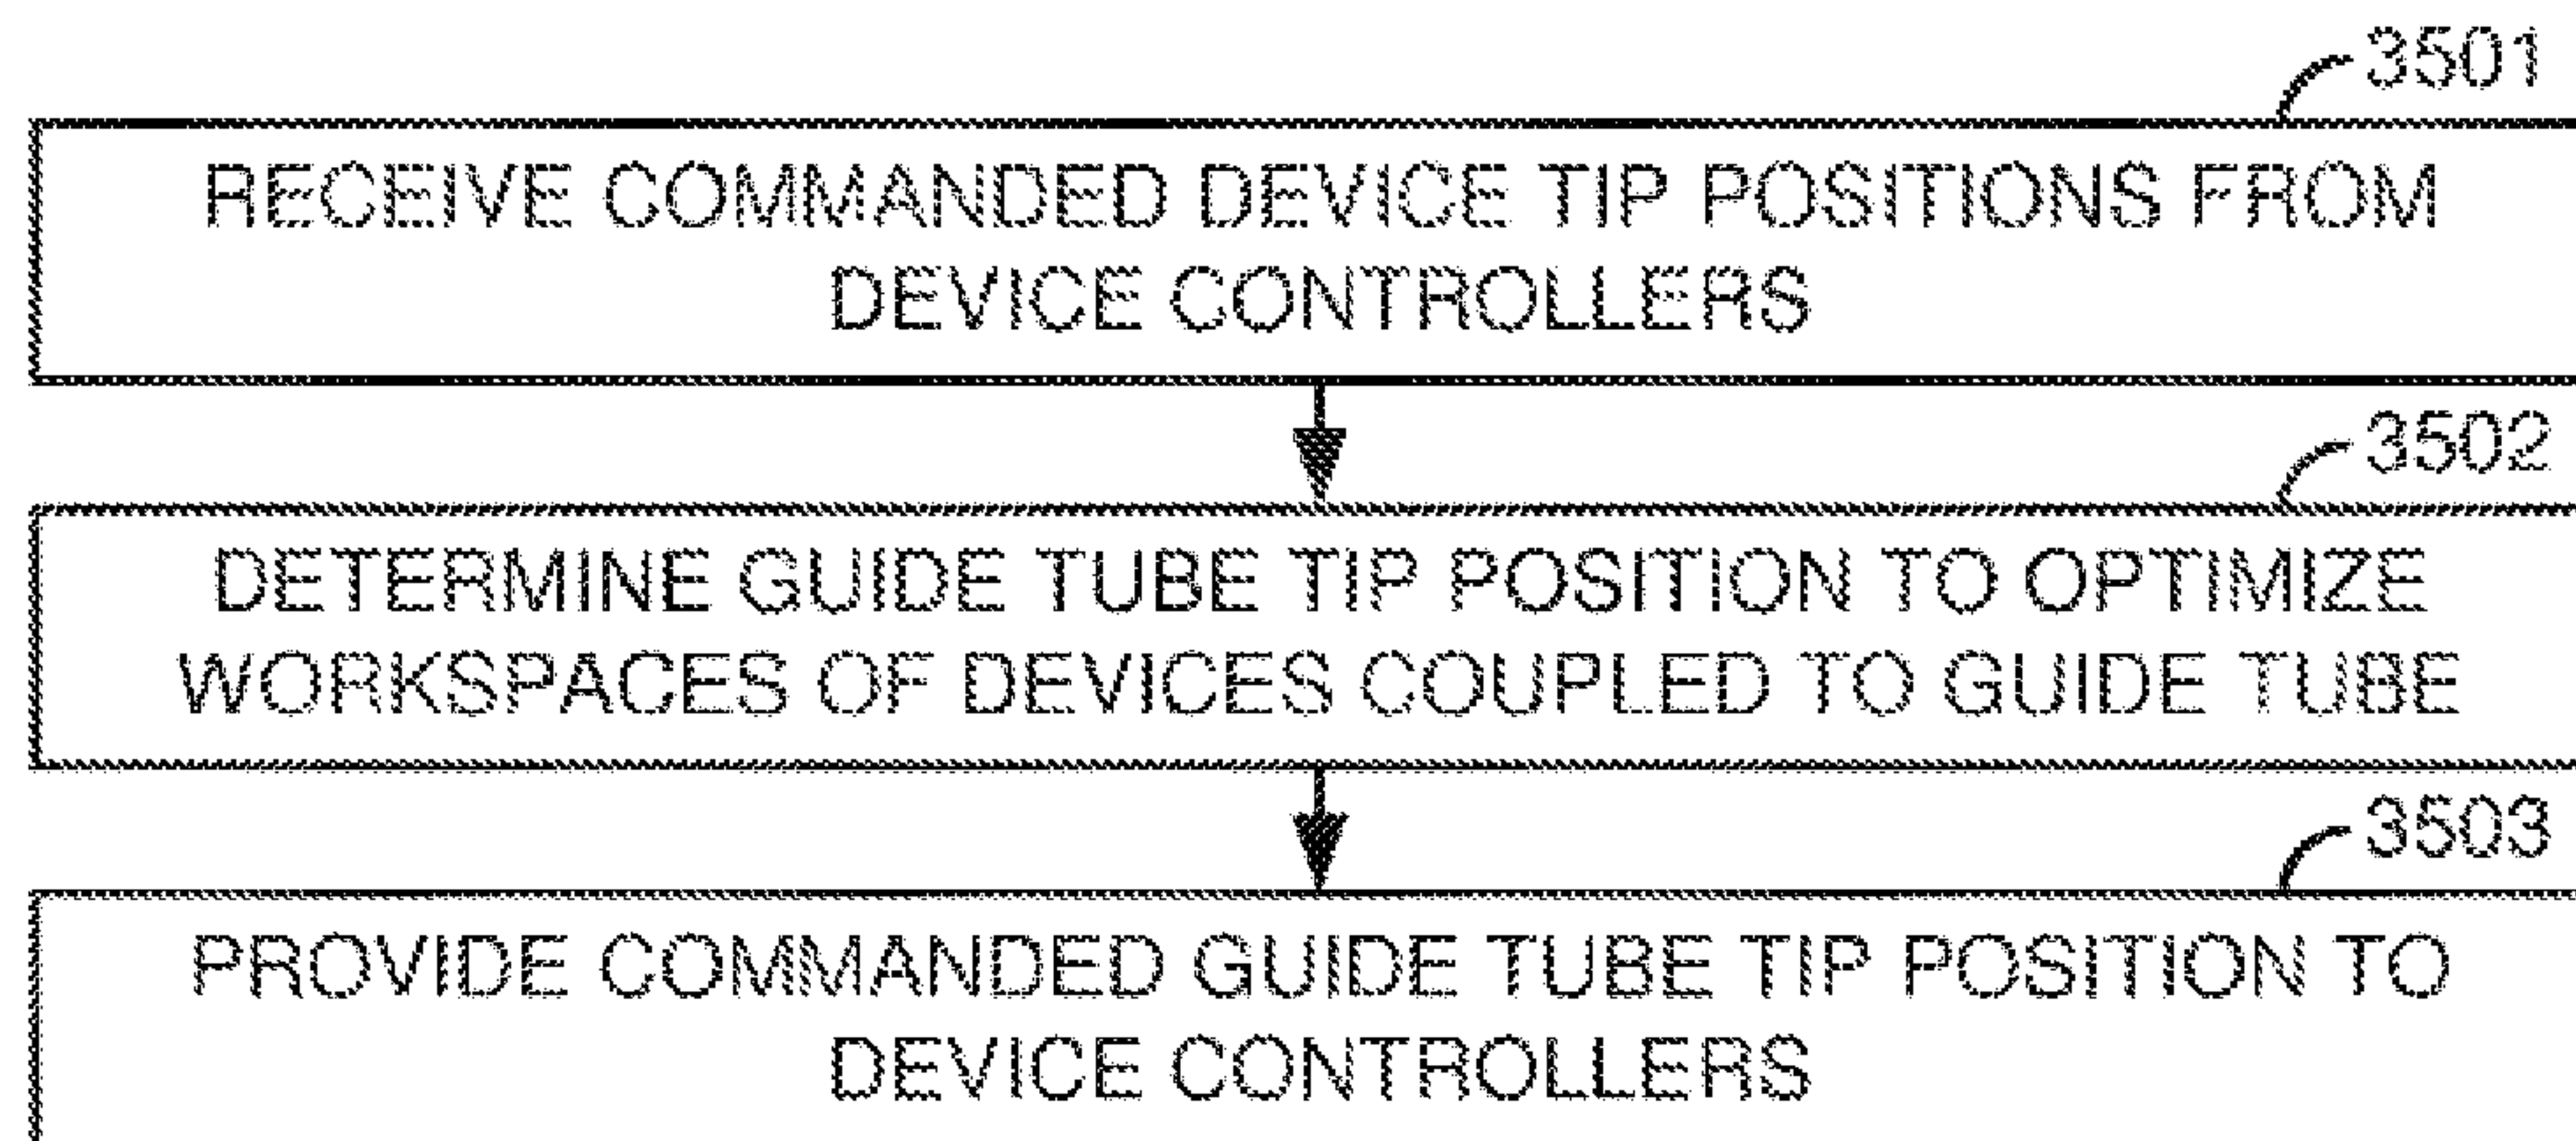 3501
RECEIVE COMMANDED DEVICE TIP POSITIONS FROM
DEVICE CONTROLLERS
3502
DETERMINE GUIDE TUBE TIP POSITION TO OPTIMIZE
WORKSPACES OF DEVICES COUPLED TO GUIDE TUBE
3503
PROVIDE COMMANDED GUIDE TUBE TIP POSITION TO
DEVICE CONTROLLERS